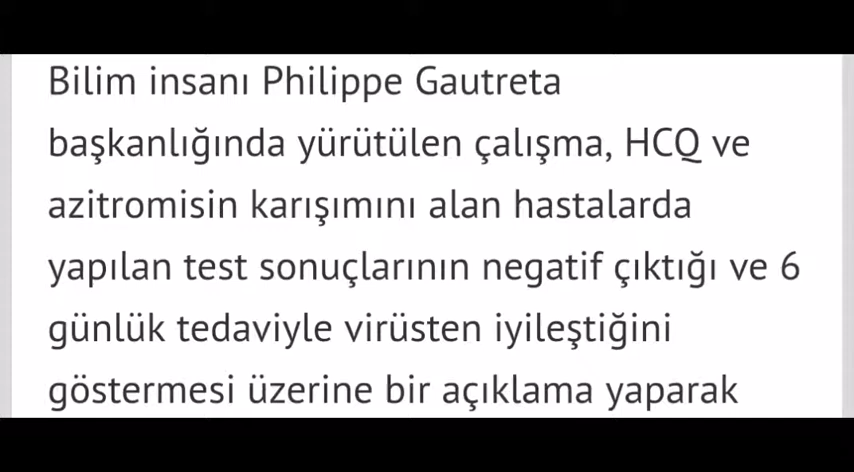 Bilim insanı Philippe Gautreta
başkanlığında yürütülen çalışma, HCQ ve
azitromisin karışımını alan hastalarda
yapılan test sonuçlarının negatif çıktığı ve 6
günlük tedaviyle virüsten iyileştiğini
göstermesi üzerine bir açıklama yaparak